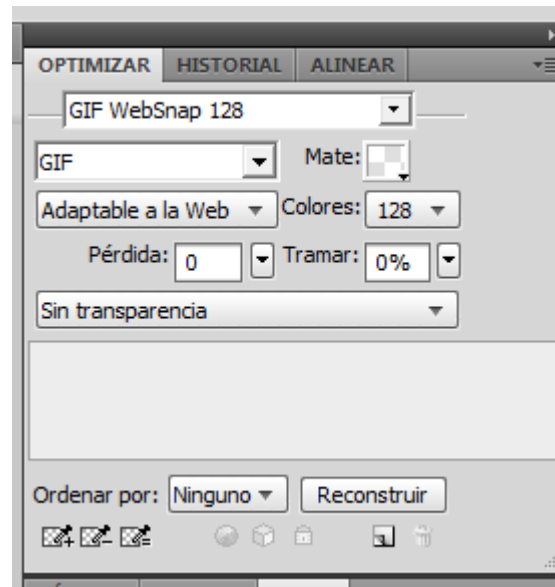 OPTIMIZAR HISTORIAL ALINEAR
GIF WebSnap 128
GIF Mate:
Adaptable a la Web Colores: 128
Pérdida: 0 Tramar: 0%
Sin transparencia
Ordenar por: Ninguno Reconstruir